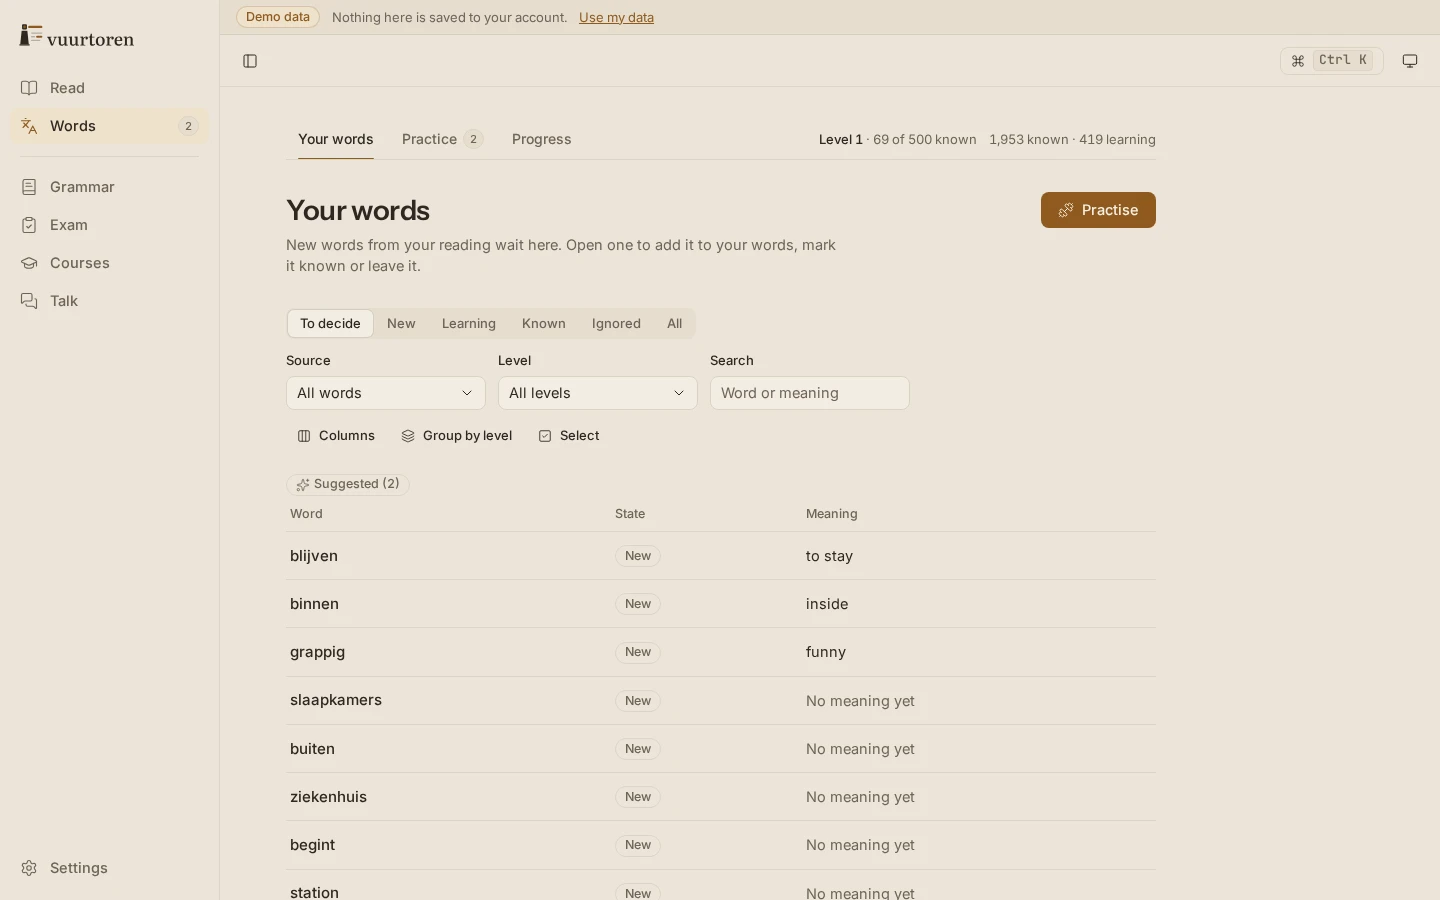 Demo data Nothing here is saved to your account. Use my data
vuurtoren
Ctrl K
Read
Words 2
Grammar
Exam
Courses
Talk
Settings
Your words Practice 2 Progress Level 1 · 69 of 500 known 1,953 known · 419 learning
Your words
Practise
New words from your reading wait here. Open one to add it to your words, mark
it known or leave it.
To decide New Learning Known Ignored All
Source Level Search
All words All levels Word or meaning
Columns Group by level Select
Suggested (2)
Word State Meaning
blijven New to stay
binnen New inside
grappig New funny
slaapkamers New No meaning yet
buiten New No meaning yet
ziekenhuis New No meaning yet
begint New No meaning yet
station New No meaning yet